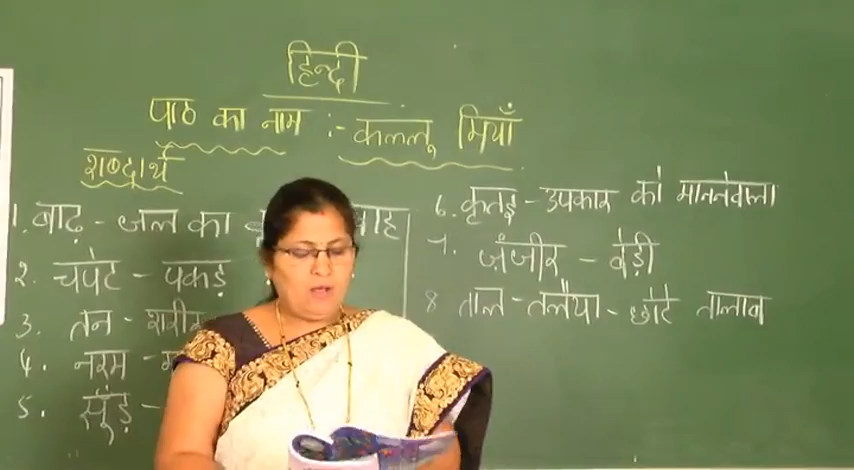 हिन्दी
पाठ का नाम :- कललू मियाँ
शब्दार्थ
1. बाढ़ - जल का
2. चपेट - पकड़
3. तन - शरीर
4. नरम -
5. सूँड़ -
6. कृतज्ञ - उपकार को माननेवाला
7. जंजीर - बेड़ी
8 ताल - तलैया - छोटे तालाब